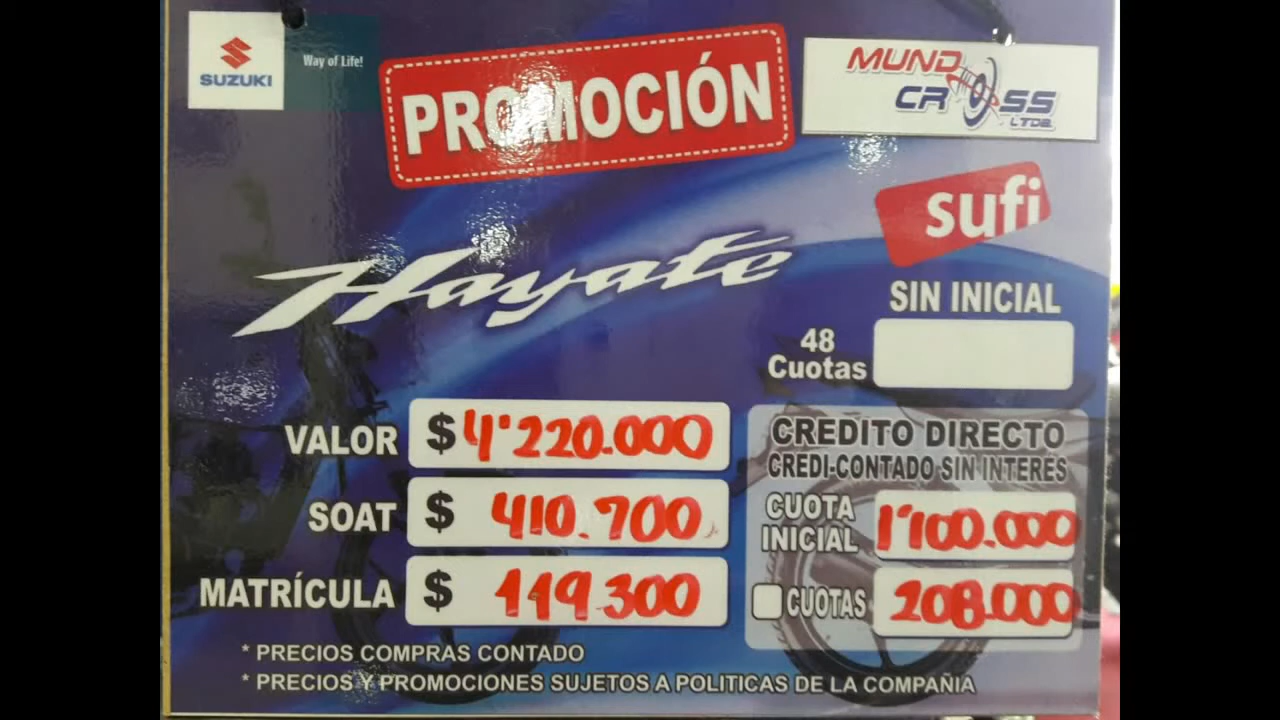 SUZUKI
Way of Life!
PROMOCIÓN
MUND CROSS
LTDA.
sufi
Hayate
SIN INICIAL
48
Cuotas
VALOR $ 4'220.000
SOAT $ 410.700
MATRÍCULA $ 119.300
CREDITO DIRECTO
CREDI-CONTADO SIN INTERÉS
CUOTA
INICIAL 1'100.000
CUOTAS 208.000
* PRECIOS COMPRAS CONTADO
* PRECIOS Y PROMOCIONES SUJETOS A POLITICAS DE LA COMPAÑIA